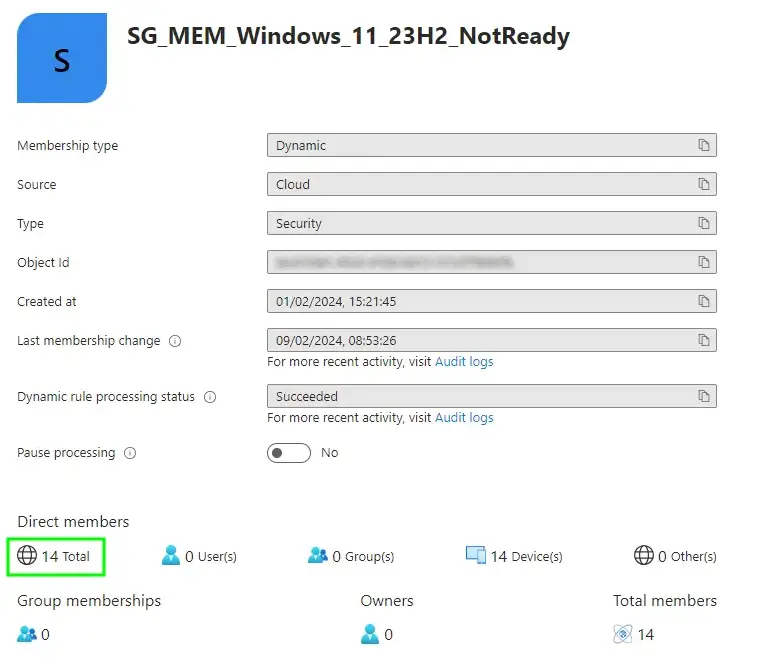 S
SG_MEM_Windows_11_23H2_NotReady
Membership type Dynamic
Source Cloud
Type Security
Object Id
Created at 01/02/2024, 15:21:45
Last membership change 09/02/2024, 08:53:26
For more recent activity, visit Audit logs
Dynamic rule processing status Succeeded
For more recent activity, visit Audit logs
Pause processing No
Direct members
14 Total 0 User(s) 0 Group(s) 14 Device(s) 0 Other(s)
Group memberships Owners Total members
0 0 14